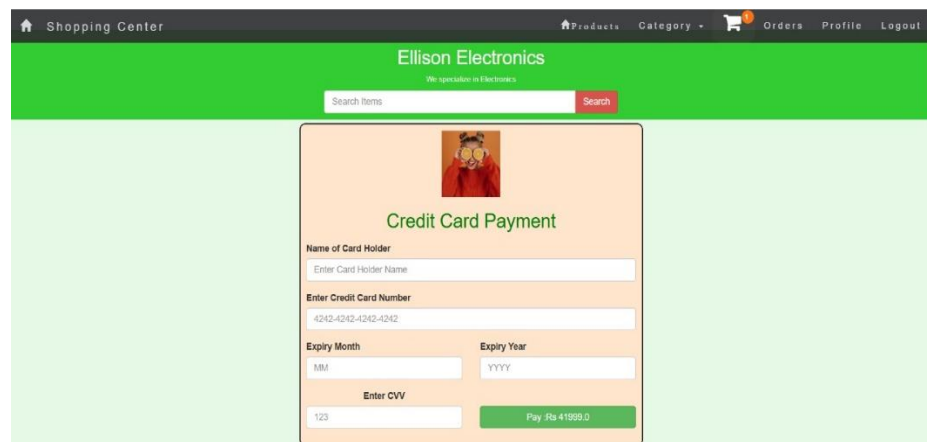 Shopping Center Products Category 1 Orders Profile Logout
Ellison Electronics
We specialize in Electronics
Search Items Search
Credit Card Payment
Name of Card Holder
Enter Card Holder Name
Enter Credit Card Number
4242-4242-4242-4242
Expiry Month Expiry Year
MM YYYY
Enter CVV
123 Pay :Rs 41999.0